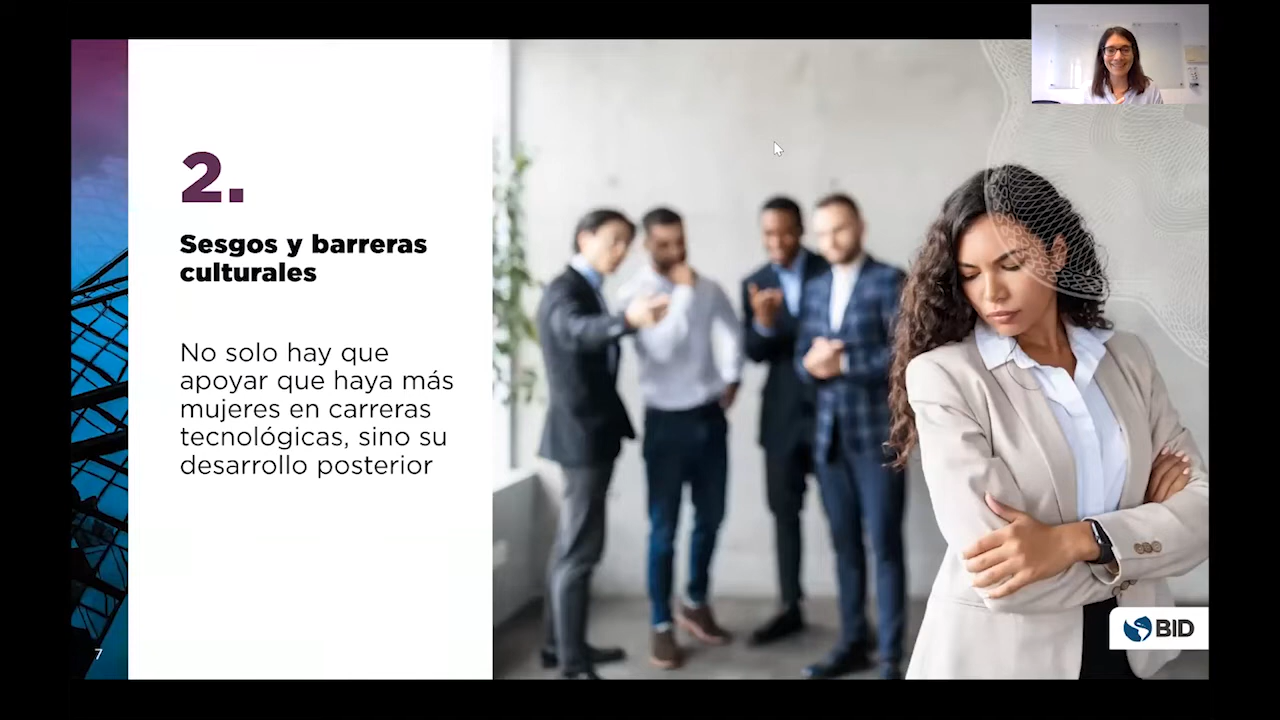 2.
Sesgos y barreras
culturales
No solo hay que
apoyar que haya más
mujeres en carreras
tecnológicas, sino su
desarrollo posterior
7
BID